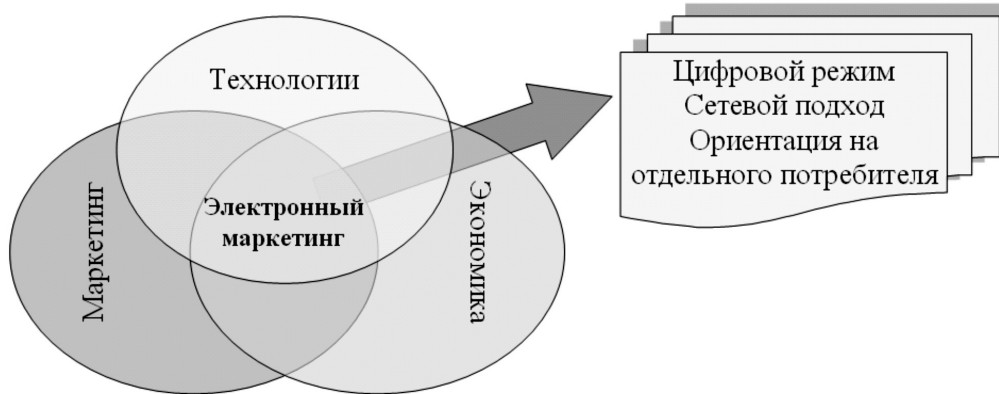 Технологии
Маркетинг
Электронный
маркетинг
Экономика
Цифровой режим
Сетевой подход
Ориентация на
отдельного потребителя